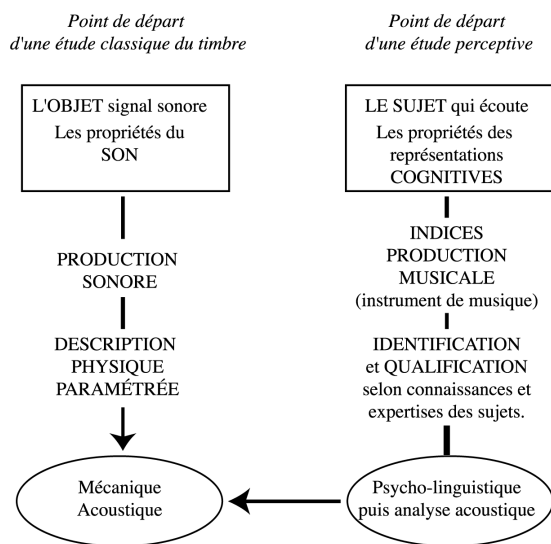 Point de départ
d'une étude classique du timbre
L'OBJET signal sonore
Les propriétés du
SON
PRODUCTION
SONORE
DESCRIPTION
PHYSIQUE
PARAMÉTRÉE
Mécanique
Acoustique
Point de départ
d'une étude perceptive
LE SUJET qui écoute
Les propriétés des
représentations
COGNITIVES
INDICES
PRODUCTION
MUSICALE
(instrument de musique)
IDENTIFICATION
et QUALIFICATION
selon connaissances et
expertises des sujets.
Psycho-linguistique
puis analyse acoustique